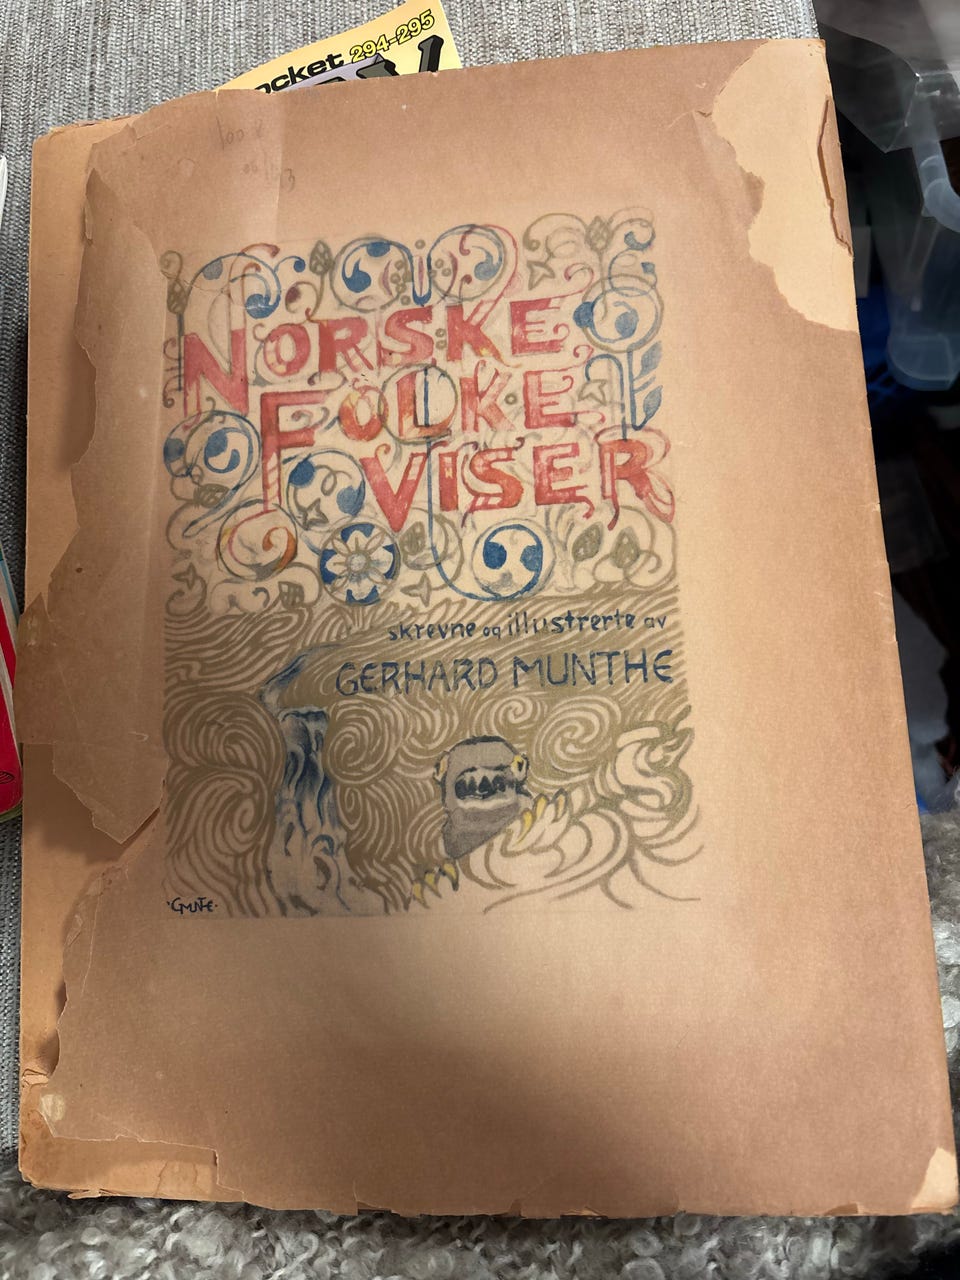 ocket 294-295
NORSKE
FOLKE
VISER
skrevne og illustrerte av
GERHARD MUNTHE